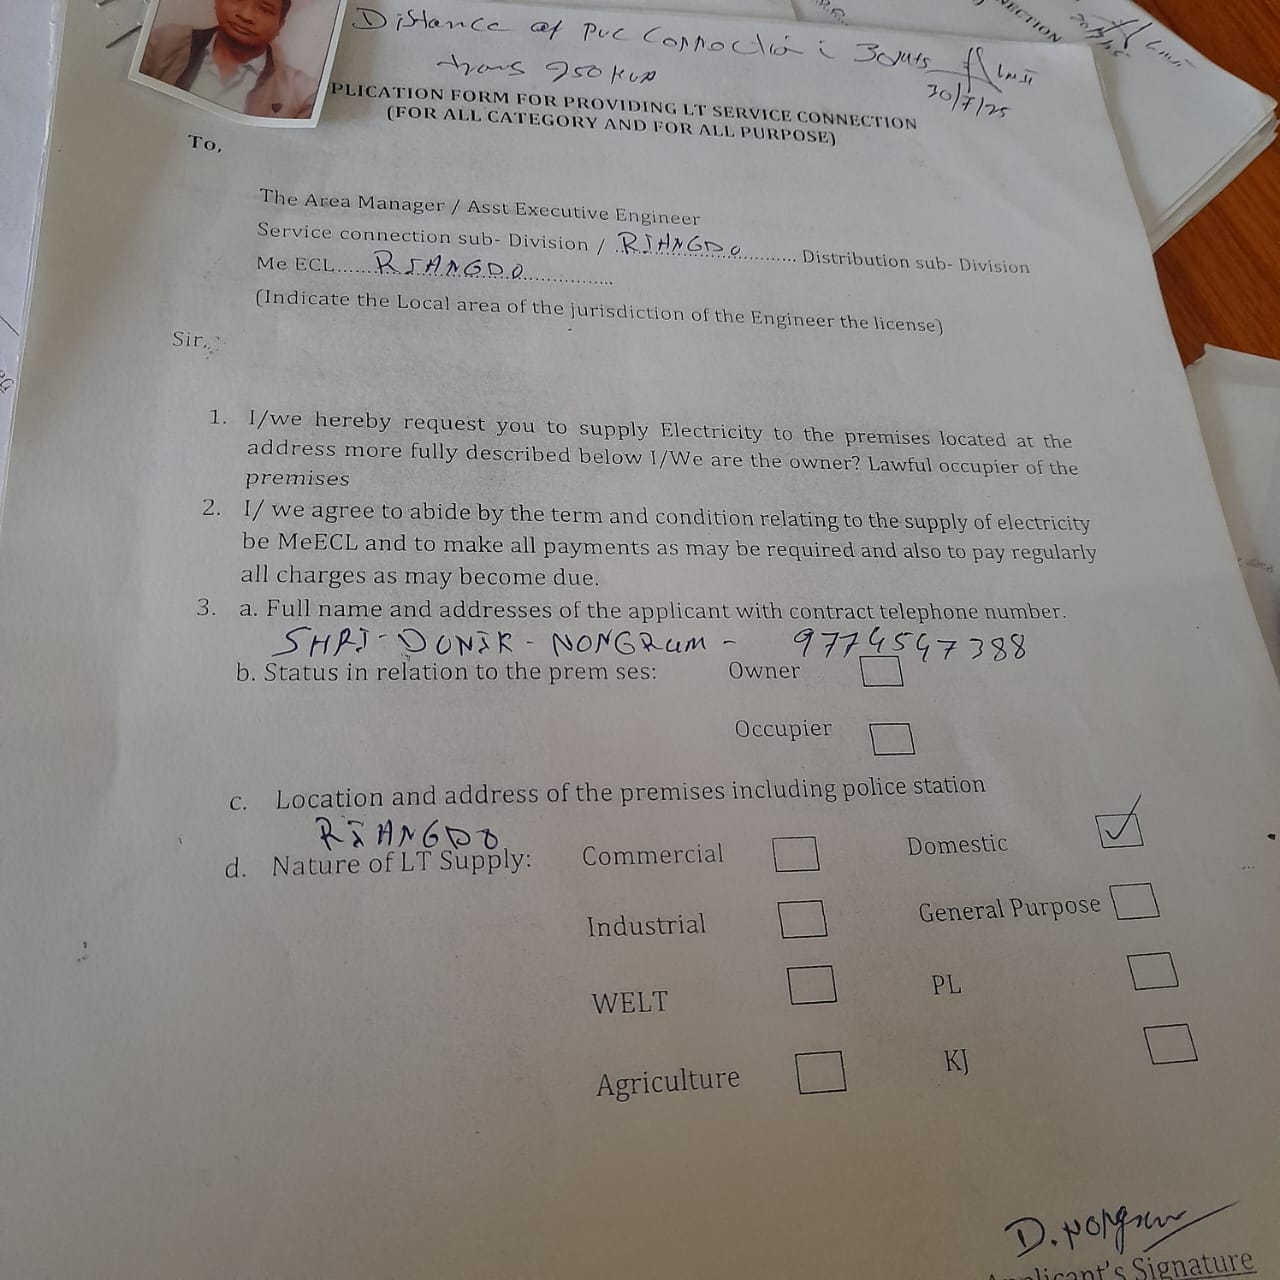 Distance of PVC Connection is 30mts
30/7/25
PLICATION FORM FOR PROVIDING LT SERVICE CONNECTION
(FOR ALL CATEGORY AND FOR ALL PURPOSE)
To,
The Area Manager / Asst Executive Engineer
Service connection sub- Division / RIANGDO Distribution sub- Division
Me ECL......RIANGDO..................
(Indicate the Local area of the jurisdiction of the Engineer the license)
Sir,
1. I/we hereby request you to supply Electricity to the premises located at the
address more fully described below I/We are the owner? Lawful occupier of the
premises
2. I/ we agree to abide by the term and condition relating to the supply of electricity
be MeECL and to make all payments as may be required and also to pay regularly
all charges as may become due.
3. a. Full name and addresses of the applicant with contract telephone number.
SHRI - DONIK - NONGRUM - 9774547388
b. Status in relation to the prem ses: Owner
Occupier
c. Location and address of the premises including police station
RIANGDO
d. Nature of LT Supply: Commercial Domestic ✓
Industrial General Purpose
WELT PL
Agriculture KJ
D. Nongrum
plicant's Signature